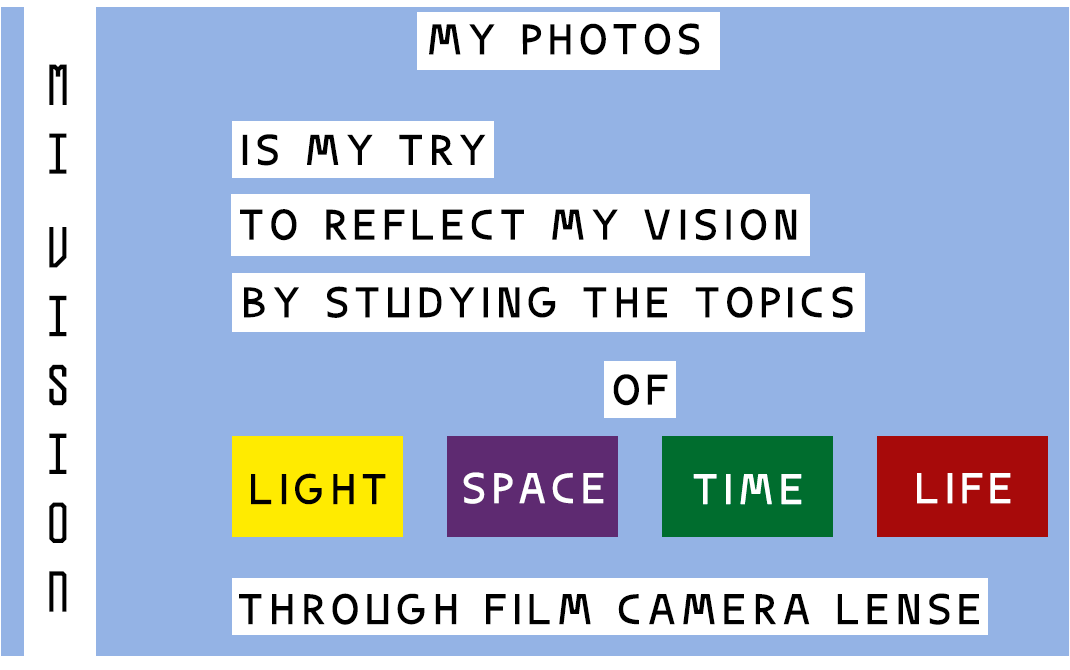 MI VISION
MY PHOTOS
IS MY TRY
TO REFLECT MY VISION
BY STUDYING THE TOPICS
OF
LIGHT SPACE TIME LIFE
THROUGH FILM CAMERA LENSE